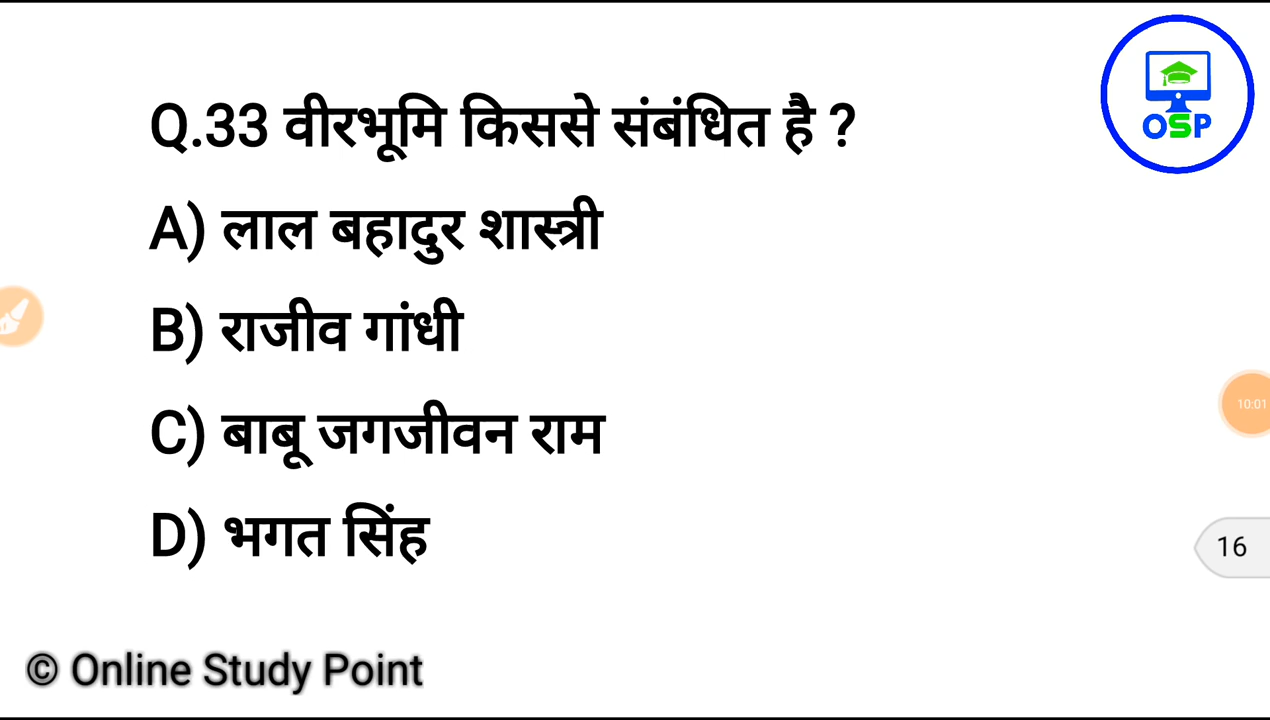 Q.33 वीरभूमि किससे संबंधित है ?
A) लाल बहादुर शास्त्री
B) राजीव गांधी
C) बाबू जगजीवन राम
D) भगत सिंह
OSP
10:01
16
© Online Study Point